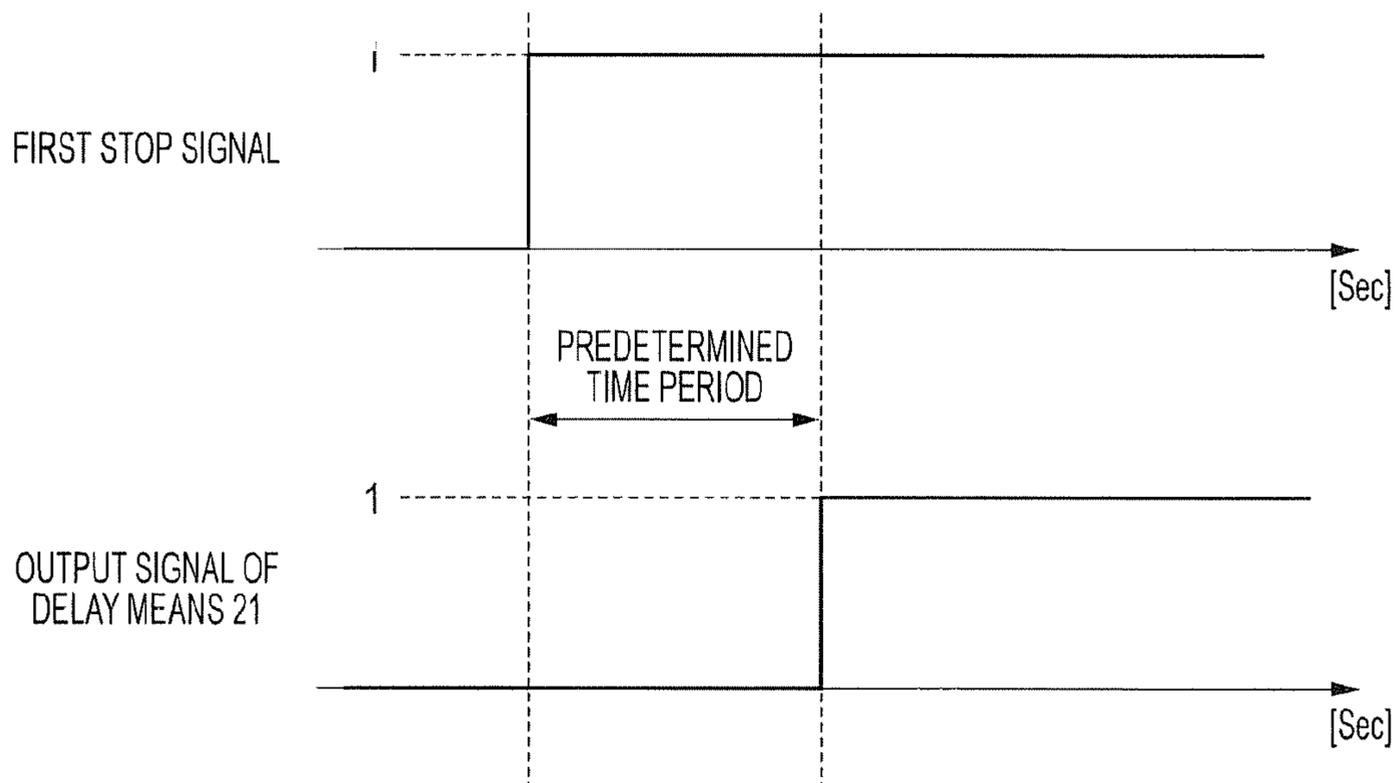 1
FIRST STOP SIGNAL
[Sec]
PREDETERMINED
TIME PERIOD
1
OUTPUT SIGNAL OF
DELAY MEANS 21
[Sec]